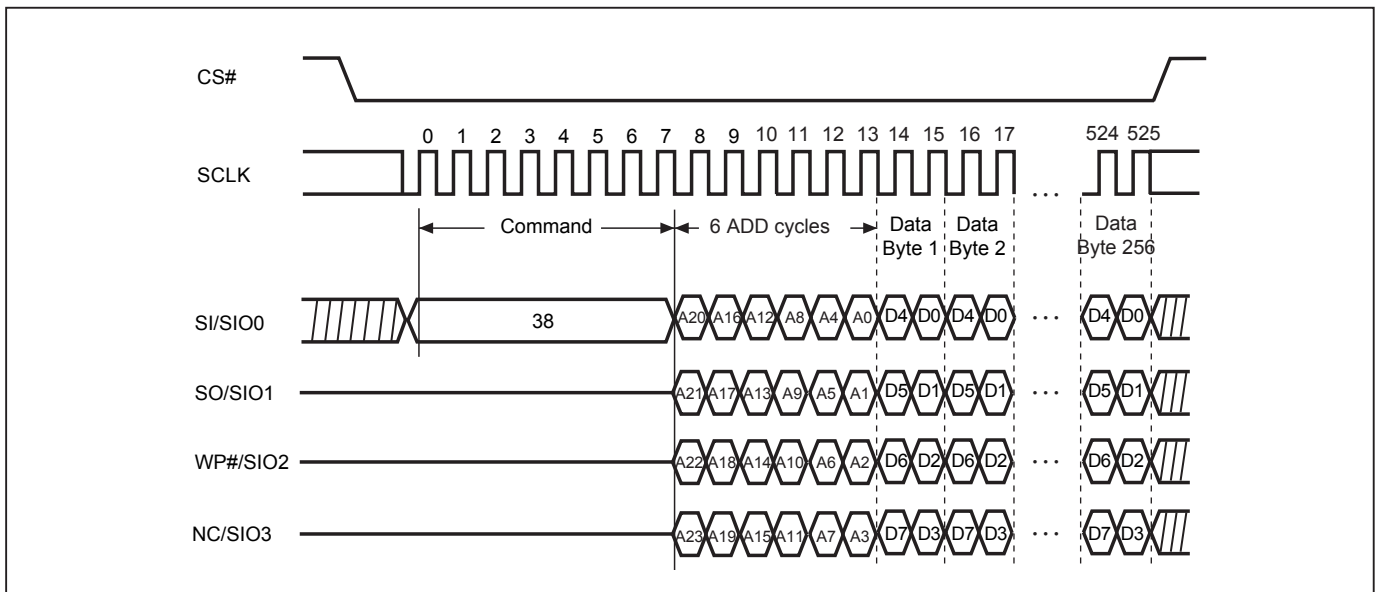 CS#
0 1 2 3 4 5 6 7 8 9 10 11 12 13 14 15 16 17 524 525
SCLK
...
Command 6 ADD cycles Data Byte 1 Data Byte 2 Data Byte 256
SI/SIO0 38 A20 A16 A12 A8 A4 A0 D4 D0 D4 D0 ... D4 D0
SO/SIO1 A21 A17 A13 A9 A5 A1 D5 D1 D5 D1 ... D5 D1
WP#/SIO2 A22 A18 A14 A10 A6 A2 D6 D2 D6 D2 ... D6 D2
NC/SIO3 A23 A19 A15 A11 A7 A3 D7 D3 D7 D3 ... D7 D3